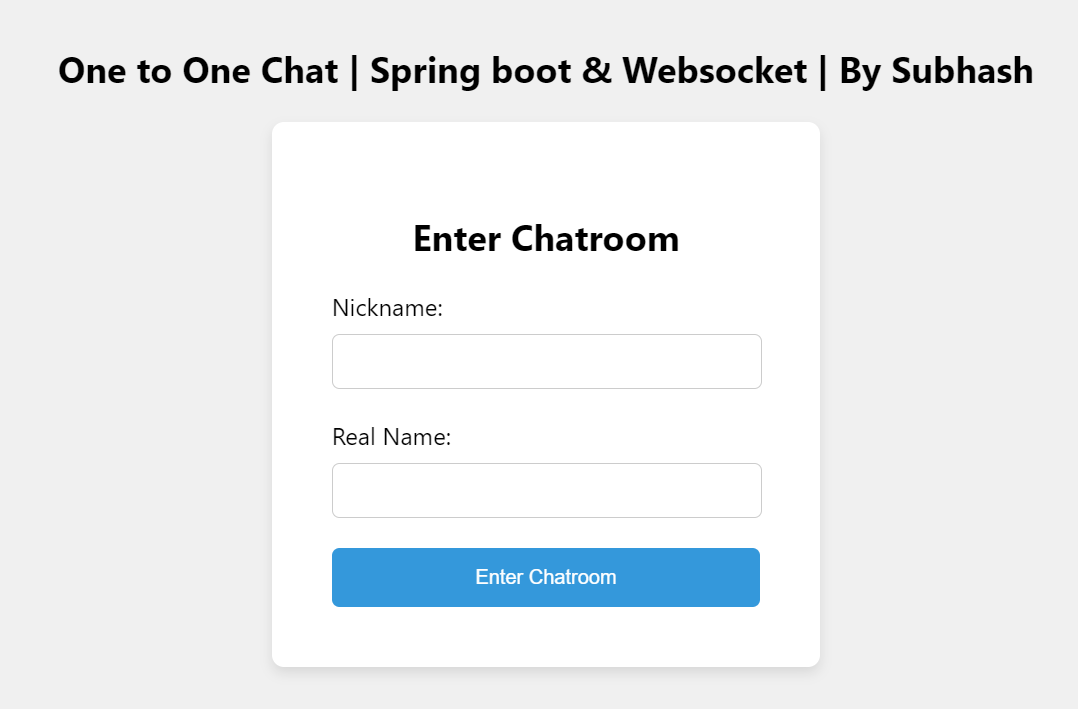 One to One Chat | Spring boot & Websocket | By Subhash
Enter Chatroom
Nickname:
Real Name:
Enter Chatroom